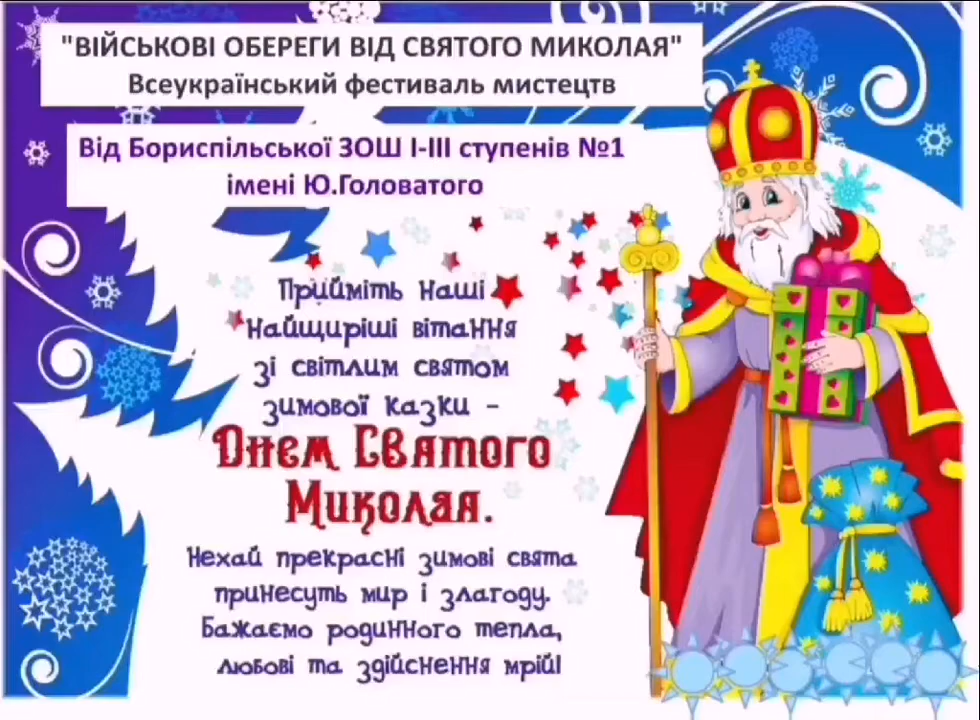 "ВІЙСЬКОВІ ОБЕРЕГИ ВІД СВЯТОГО МИКОЛАЯ"
Всеукраїнський фестиваль мистецтв
Від Бориспільської ЗОШ І-ІІІ ступенів №1
імені Ю.Головатого
Прийміть наші
найщиріші вітання
зі світлим святом
зимової казки -
Днем Святого
Миколая.
Нехай прекрасні зимові свята
принесуть мир і злагоду.
Бажаємо родинного тепла,
любові та здійснення мрій!